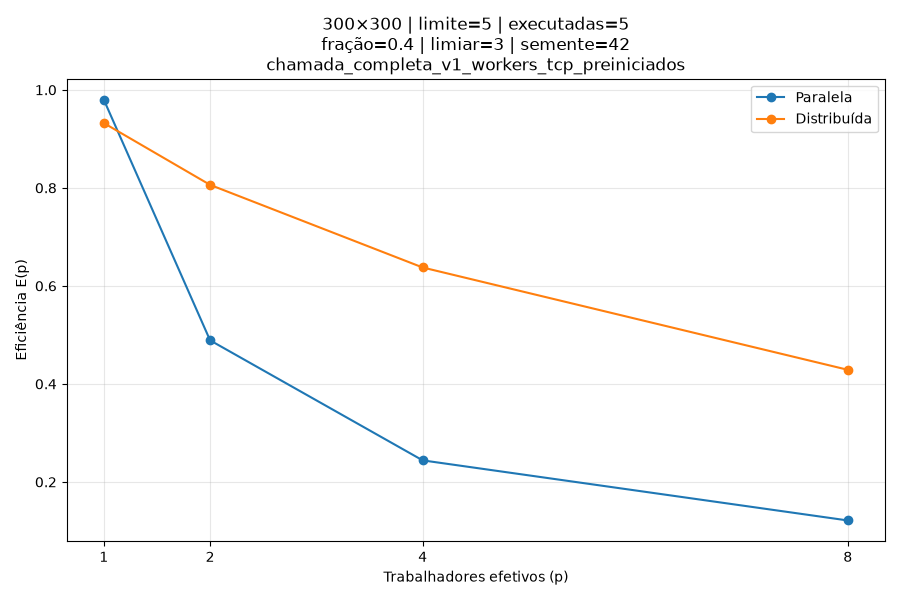 300×300 | limite=5 | executadas=5
fração=0.4 | limiar=3 | semente=42
chamada_completa_v1_workers_tcp_preiniciados
Paralela
Distribuída
1.0
0.8
0.6
0.4
0.2
Eficiência E(p)
1
2
4
8
Trabalhadores efetivos (p)